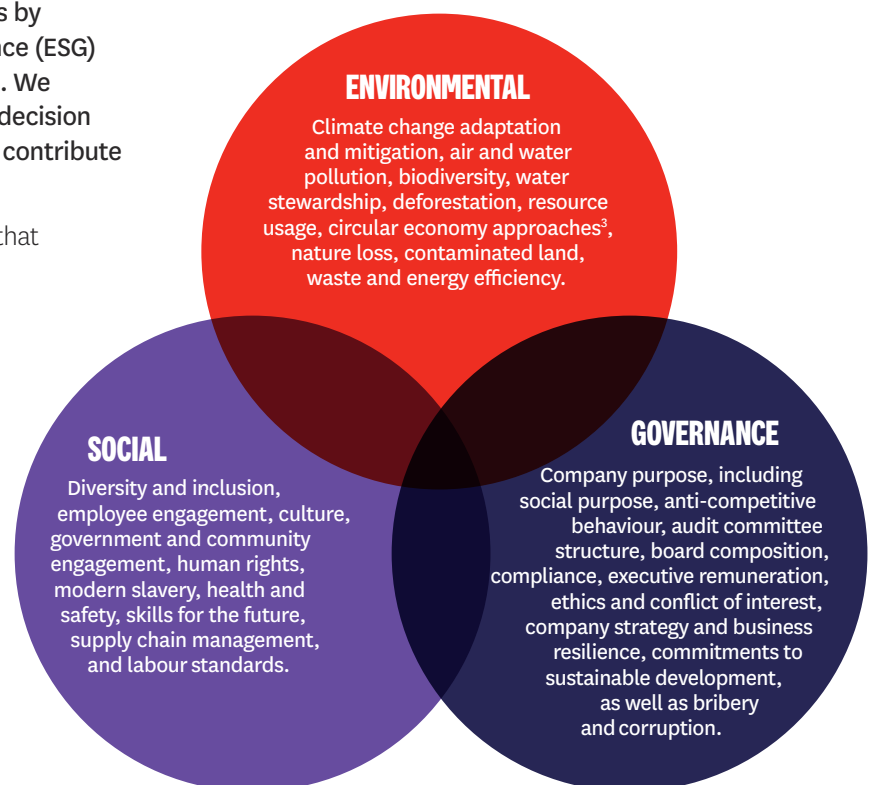 s by
nce (ESG)
. We
decision
contribute
that
ENVIRONMENTAL
Climate change adaptation
and mitigation, air and water
pollution, biodiversity, water
stewardship, deforestation, resource
usage, circular economy approaches³,
nature loss, contaminated land,
waste and energy efficiency.
SOCIAL
Diversity and inclusion,
employee engagement, culture,
government and community
engagement, human rights,
modern slavery, health and
safety, skills for the future,
supply chain management,
and labour standards.
GOVERNANCE
Company purpose, including
social purpose, anti-competitive
behaviour, audit committee
structure, board composition,
compliance, executive remuneration,
ethics and conflict of interest,
company strategy and business
resilience, commitments to
sustainable development,
as well as bribery
and corruption.